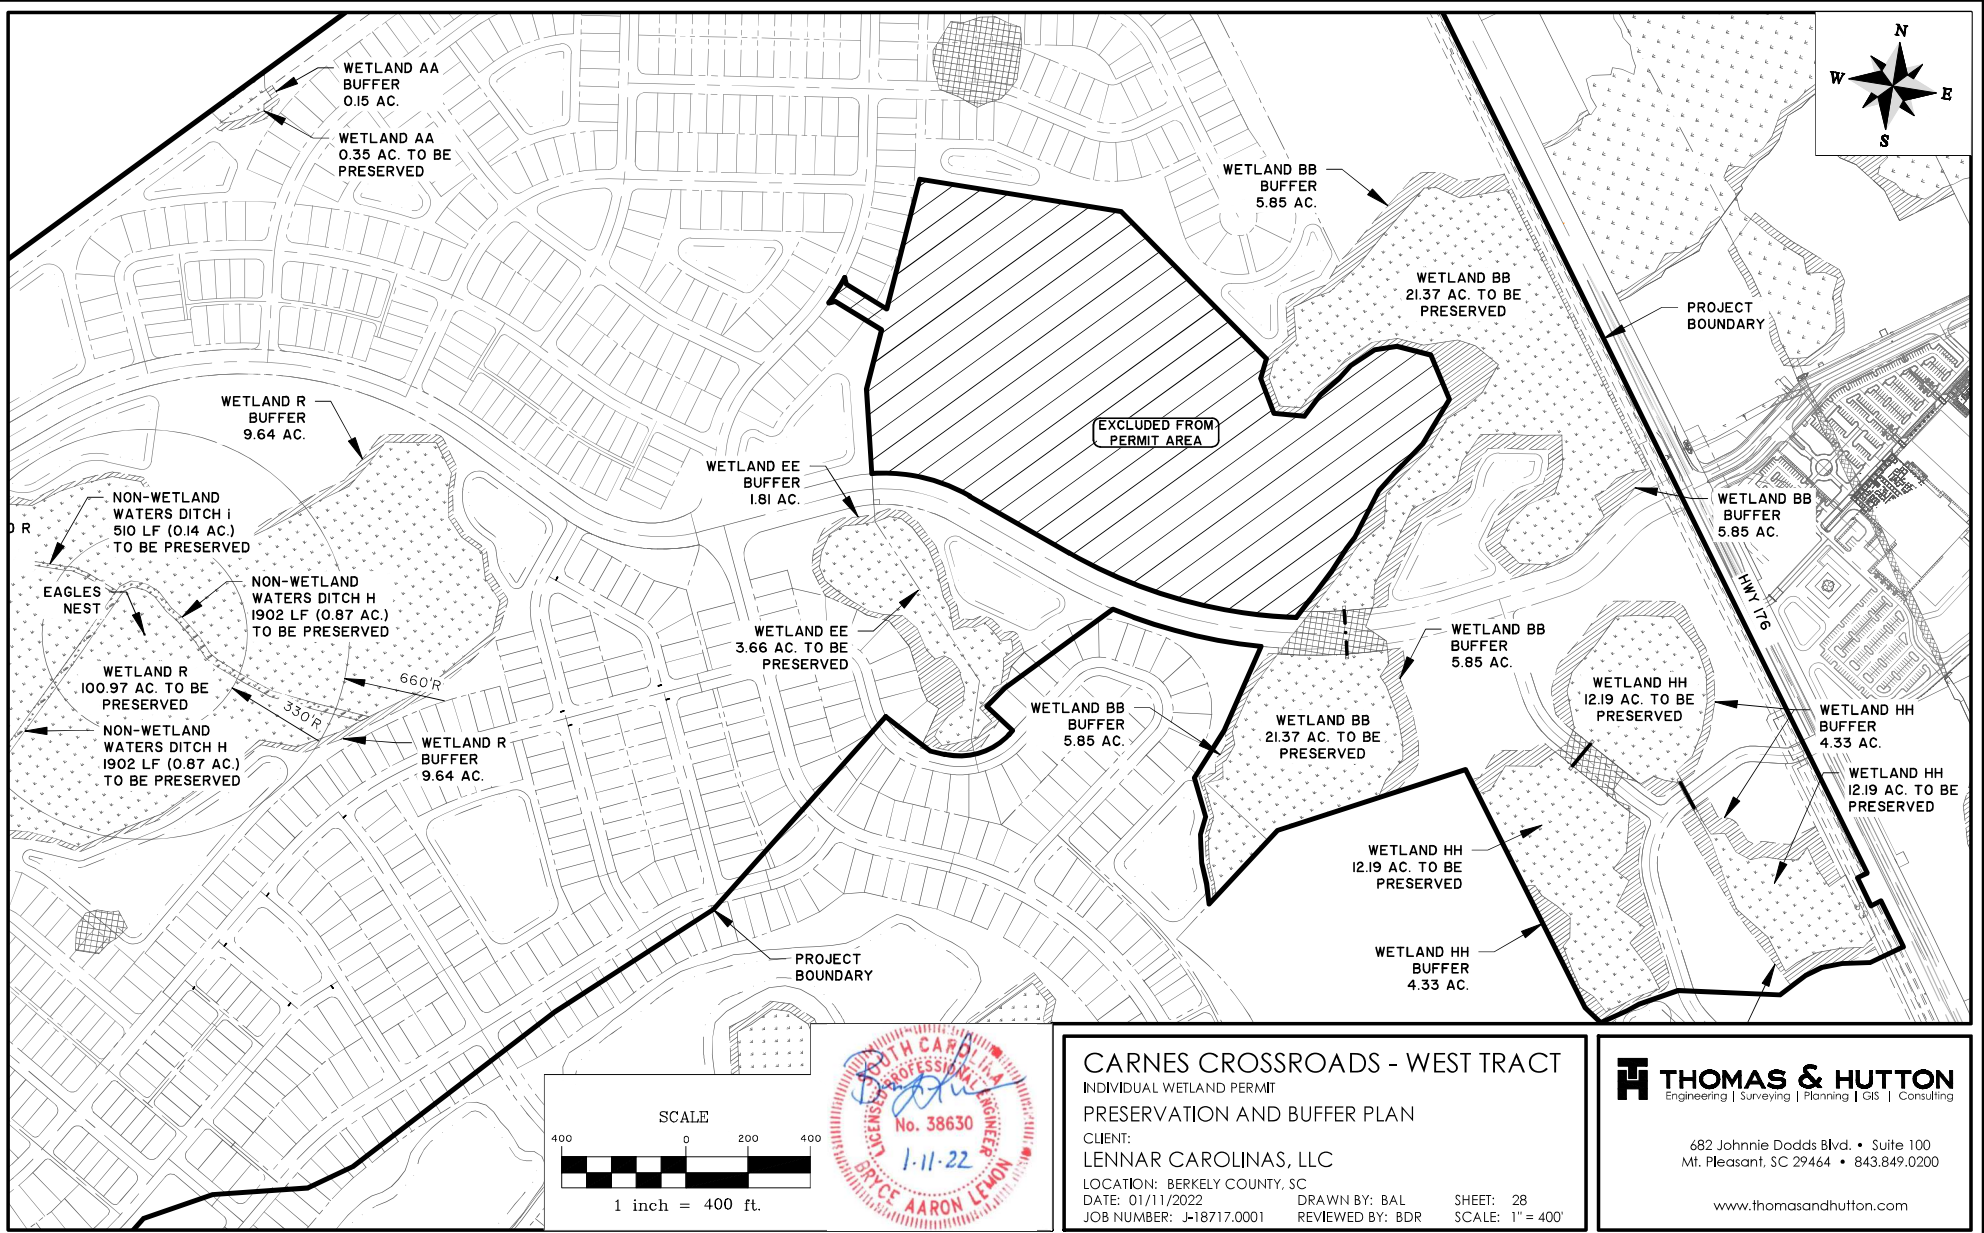 WETLAND AA
BUFFER
0.15 AC.
WETLAND AA
0.35 AC. TO BE
PRESERVED
WETLAND BB
BUFFER
5.85 AC.
N
W
E
S
WETLAND BB
21.37 AC. TO BE
PRESERVED
PROJECT
BOUNDARY
WETLAND R
BUFFER
9.64 AC.
EXCLUDED FROM
PERMIT AREA
WETLAND EE
BUFFER
1.81 AC.
NON-WETLAND
WATERS DITCH i
510 LF (0.14 AC.)
TO BE PRESERVED
D R
WETLAND BB
BUFFER
5.85 AC.
EAGLES
NEST
NON-WETLAND
WATERS DITCH H
1902 LF (0.87 AC.)
TO BE PRESERVED
HWY 176
WETLAND EE
3.66 AC. TO BE
PRESERVED
WETLAND BB
BUFFER
5.85 AC.
WETLAND R
100.97 AC. TO BE
PRESERVED
660'R
330'R
WETLAND HH
12.19 AC. TO BE
PRESERVED
WETLAND BB
BUFFER
5.85 AC.
WETLAND BB
21.37 AC. TO BE
PRESERVED
WETLAND HH
BUFFER
4.33 AC.
NON-WETLAND
WATERS DITCH H
1902 LF (0.87 AC.)
TO BE PRESERVED
WETLAND R
BUFFER
9.64 AC.
WETLAND HH
12.19 AC. TO BE
PRESERVED
WETLAND HH
12.19 AC. TO BE
PRESERVED
WETLAND HH
BUFFER
4.33 AC.
PROJECT
BOUNDARY
SCALE
400 0 200 400
1 inch = 400 ft.
SOUTH CAROLINA
LICENSED PROFESSIONAL ENGINEER
No. 38630
1-11-22
BRYCE AARON LEMON
CARNES CROSSROADS - WEST TRACT
INDIVIDUAL WETLAND PERMIT
PRESERVATION AND BUFFER PLAN
CLIENT:
LENNAR CAROLINAS, LLC
LOCATION: BERKELY COUNTY, SC
DATE: 01/11/2022 DRAWN BY: BAL SHEET: 28
JOB NUMBER: J-18717.0001 REVIEWED BY: BDR SCALE: 1" = 400'
THOMAS & HUTTON
Engineering | Surveying | Planning | GIS | Consulting
682 Johnnie Dodds Blvd. • Suite 100
Mt. Pleasant, SC 29464 • 843.849.0200
www.thomasandhutton.com